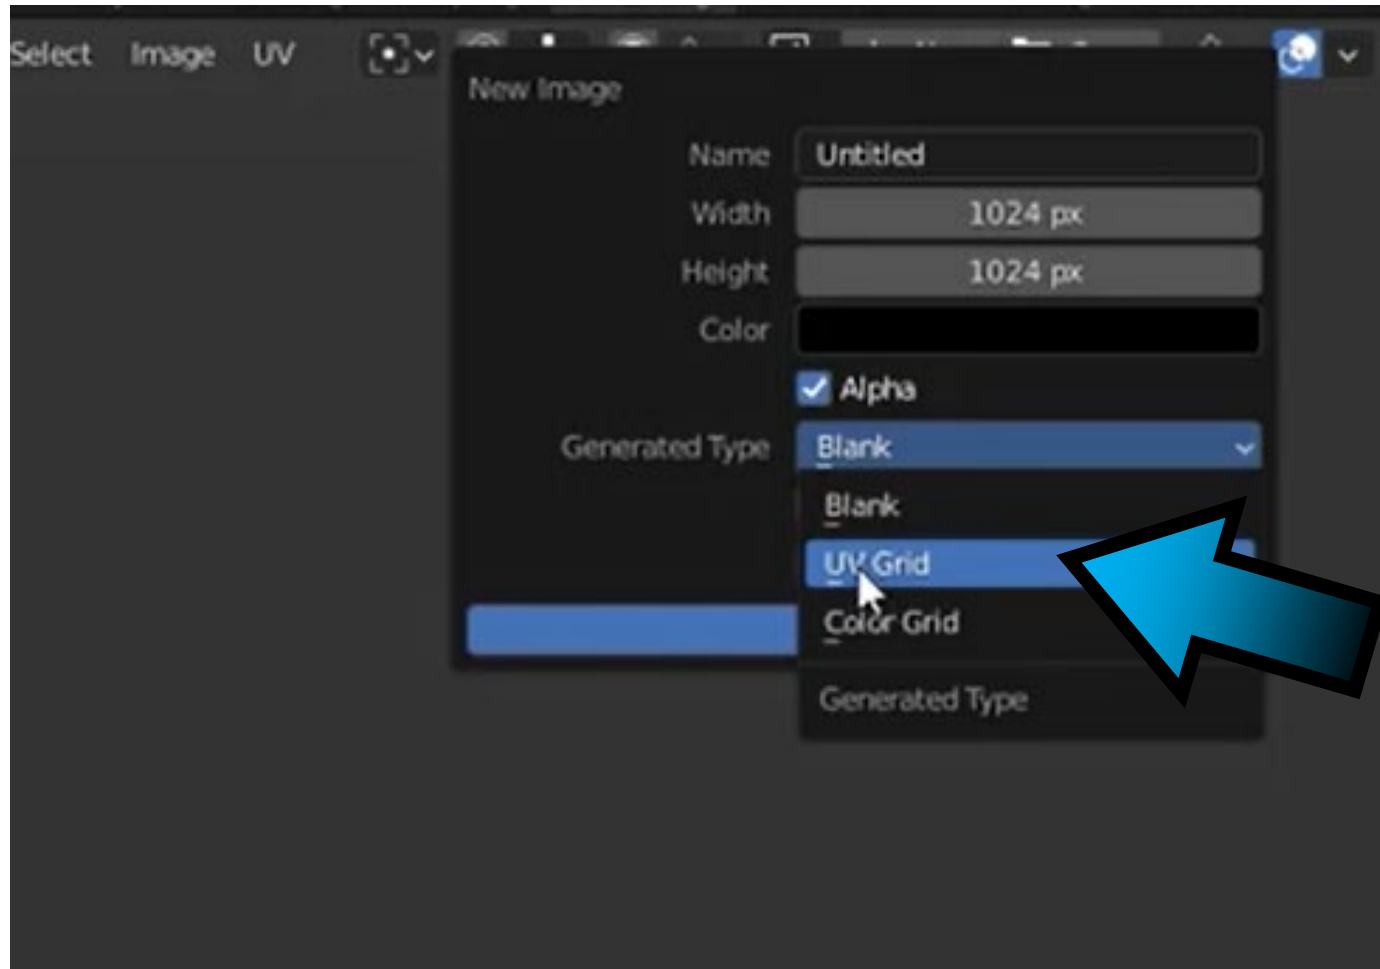 Select Image UV
New Image
Name Untitled
Width 1024 px
Height 1024 px
Color
Alpha
Generated Type Blank
Blank
UV Grid
Color Grid
Generated Type